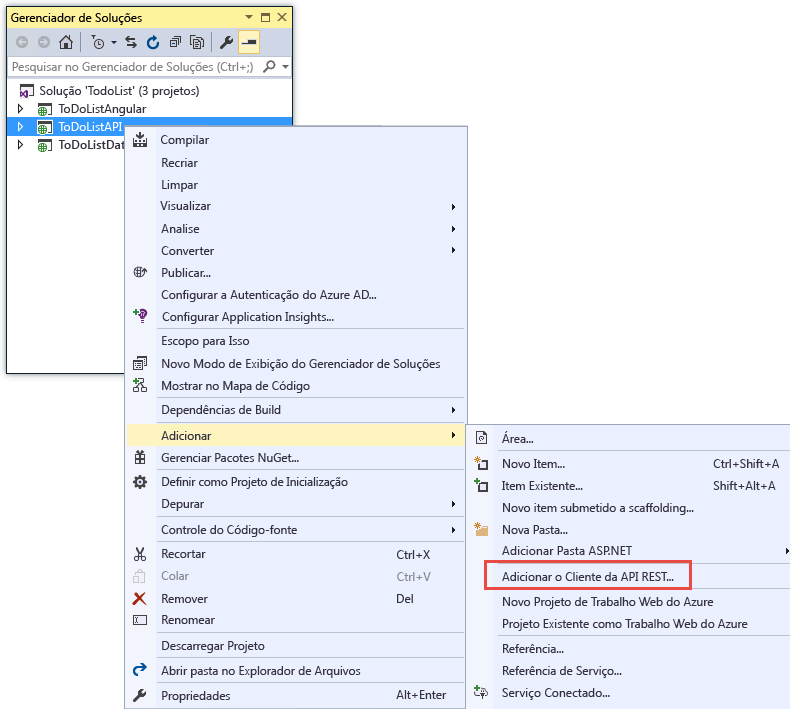 Gerenciador de Soluções
Pesquisar no Gerenciador de Soluções (Ctrl+;)
Solução 'TodoList' (3 projetos)
ToDoListAngular
ToDoListAPI
ToDoListDat
Compilar
Recriar
Limpar
Visualizar
Analise
Converter
Publicar...
Configurar a Autenticação do Azure AD...
Configurar Application Insights...
Escopo para Isso
Novo Modo de Exibição do Gerenciador de Soluções
Mostrar no Mapa de Código
Dependências de Build
Adicionar
Gerenciar Pacotes NuGet...
Definir como Projeto de Inicialização
Depurar
Controle do Código-fonte
Recortar Ctrl+X
Colar Ctrl+V
Remover Del
Renomear
Descarregar Projeto
Abrir pasta no Explorador de Arquivos
Propriedades Alt+Enter
Área...
Novo Item... Ctrl+Shift+A
Item Existente... Shift+Alt+A
Novo item submetido a scaffolding...
Nova Pasta...
Adicionar Pasta ASP.NET
Adicionar o Cliente da API REST...
Novo Projeto de Trabalho Web do Azure
Projeto Existente como Trabalho Web do Azure
Referência...
Referência de Serviço...
Serviço Conectado...